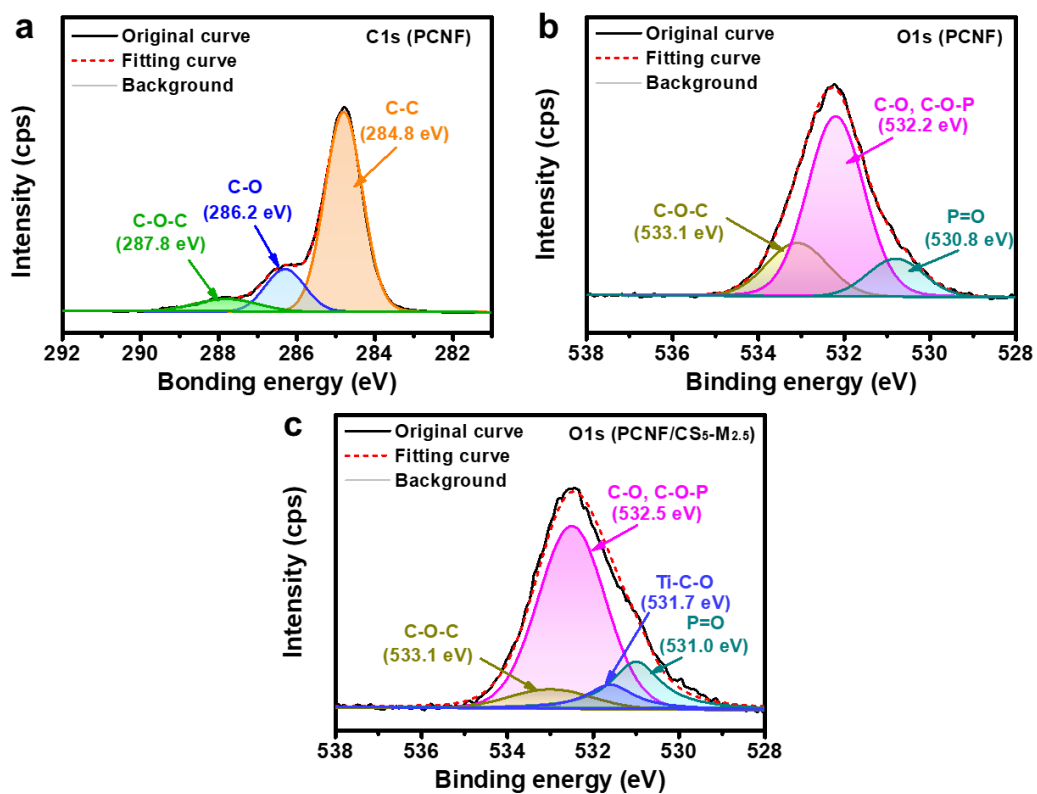 a
Original curve
Fitting curve
Background
C1s (PCNF)
C-C
(284.8 eV)
C-O
(286.2 eV)
C-O-C
(287.8 eV)
Intensity (cps)
292 290 288 286 284 282
Bonding energy (eV)
b
Original curve
Fitting curve
Background
O1s (PCNF)
C-O, C-O-P
(532.2 eV)
C-O-C
(533.1 eV)
P=O
(530.8 eV)
Intensity (cps)
538 536 534 532 530 528
Binding energy (eV)
c
Original curve
Fitting curve
Background
O1s (PCNF/CS5-M2.5)
C-O, C-O-P
(532.5 eV)
Ti-C-O
(531.7 eV)
P=O
(531.0 eV)
C-O-C
(533.1 eV)
Intensity (cps)
538 536 534 532 530 528
Binding energy (eV)